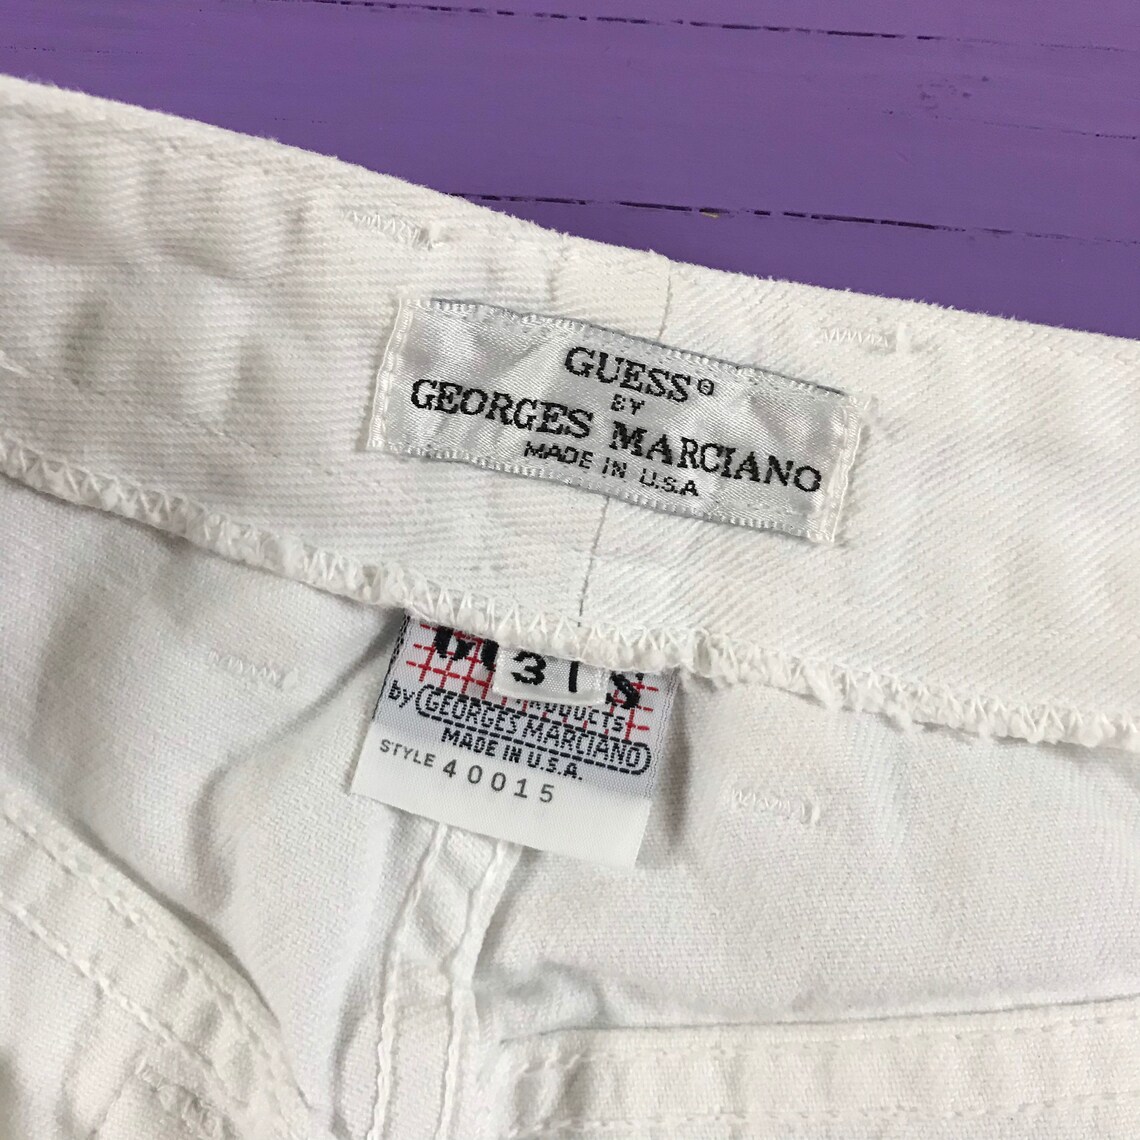 GUESS®
BY
GEORGES MARCIANO
MADE IN U.S.A
31
by GEORGES MARCIANO
MADE IN U.S.A.
STYLE 40015